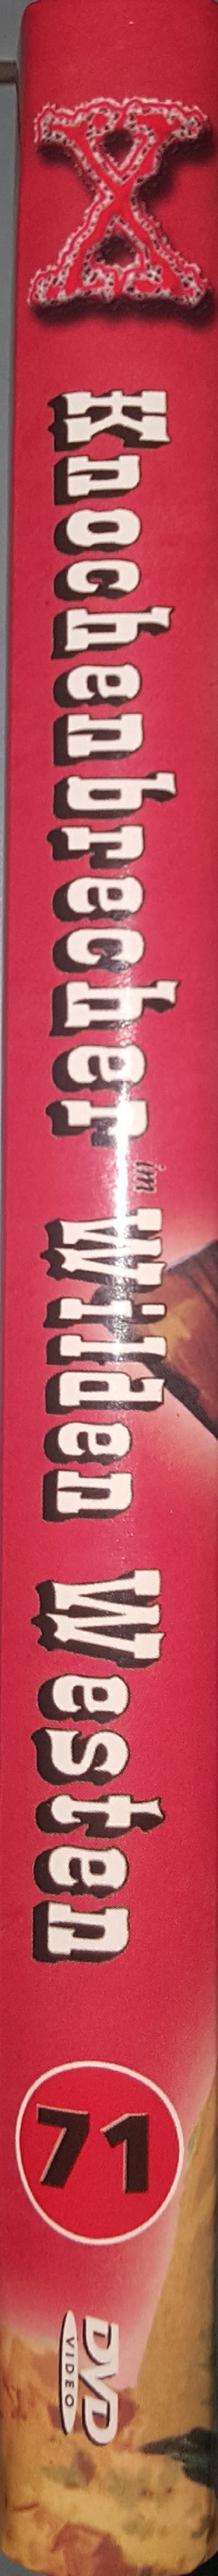 X
Knochenbrecher im Wilden Westen
71
DVD
VIDEO